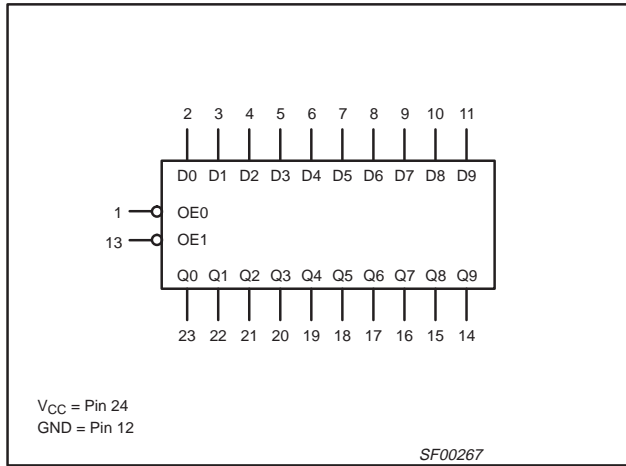 2 3 4 5 6 7 8 9 10 11
D0 D1 D2 D3 D4 D5 D6 D7 D8 D9
1 OE0
13 OE1
Q0 Q1 Q2 Q3 Q4 Q5 Q6 Q7 Q8 Q9
23 22 21 20 19 18 17 16 15 14
VCC = Pin 24
GND = Pin 12
SF00267